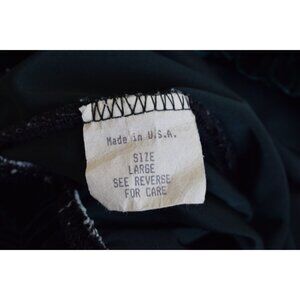 Made in U.S.A.
SIZE
LARGE
SEE REVERSE
FOR CARE